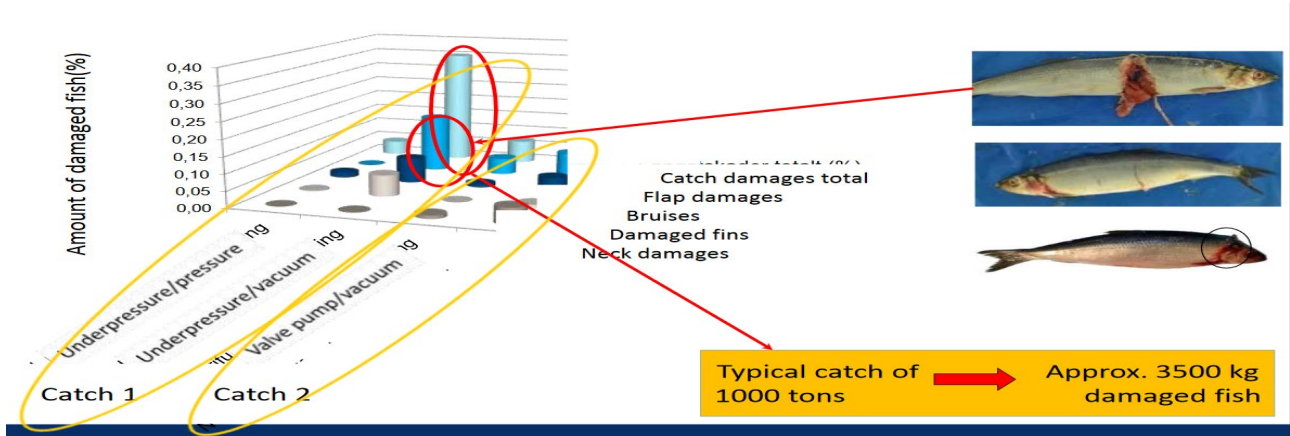 Amount of damaged fish(%)
0,40
0,35
0,30
0,25
0,20
0,15
0,10
0,05
0,00
Catch damages total
Flap damages
Bruises
Damaged fins
Neck damages
Underpressure/pressure
Underpressure/vacuum
Valve pump/vacuum
Catch 1
Catch 2
Typical catch of
1000 tons
Approx. 3500 kg
damaged fish